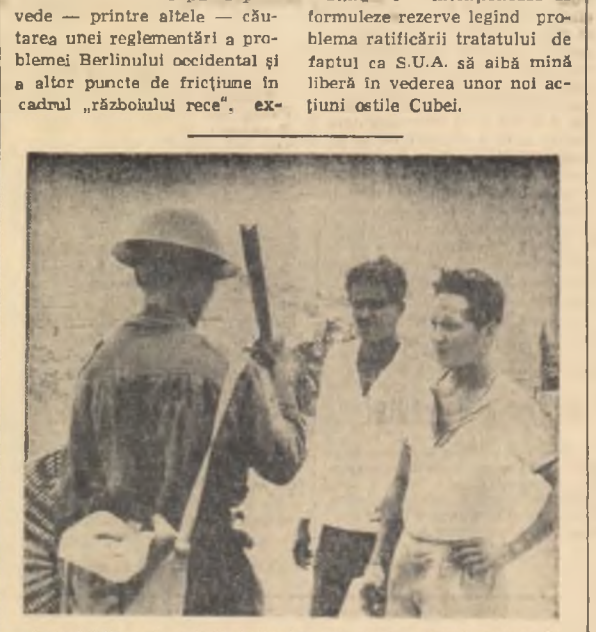 vede — printre altele — cău-
tarea unei reglementări a pro-
blemei Berlinului occidental și
a altor puncte de fricțiune în
cadrul „războiului rece“, ex-
formuleze rezerve legind pro-
blema ratificării tratatului de
faptul ca S.U.A. să aibă mină
liberă în vederea unor noi ac-
țiuni ostile Cubei.